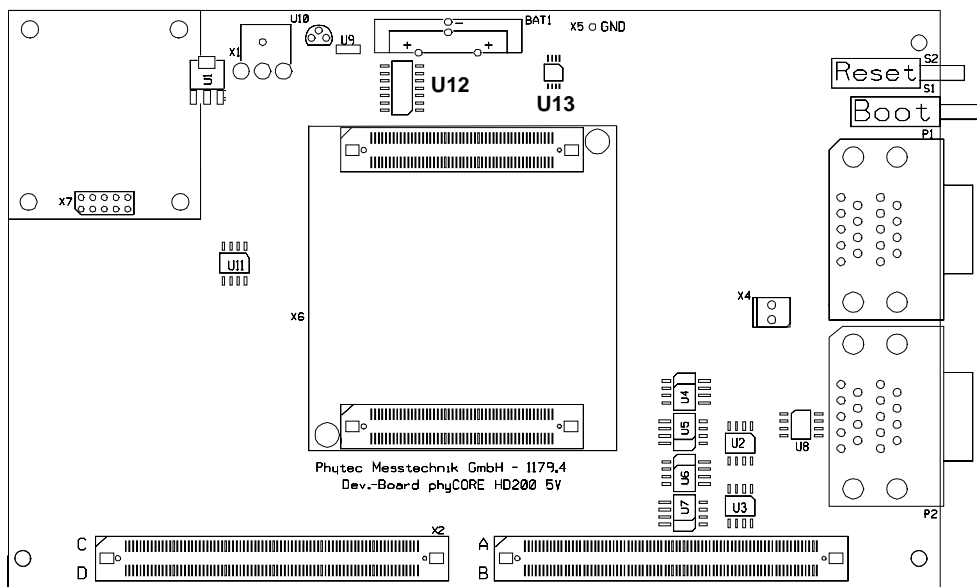 U10
BAT1
X5
GND
X1
U9
U1
+
-
+
U12
U13
S2
Reset
S1
Boot
P1
X7
U11
X6
X4
U4
U5
U2
U8
U6
U7
U3
Phytec Messtechnik GmbH - 1179.4
Dev.-Board phyCORE HD200 5V
P2
X2
C
D
A
B